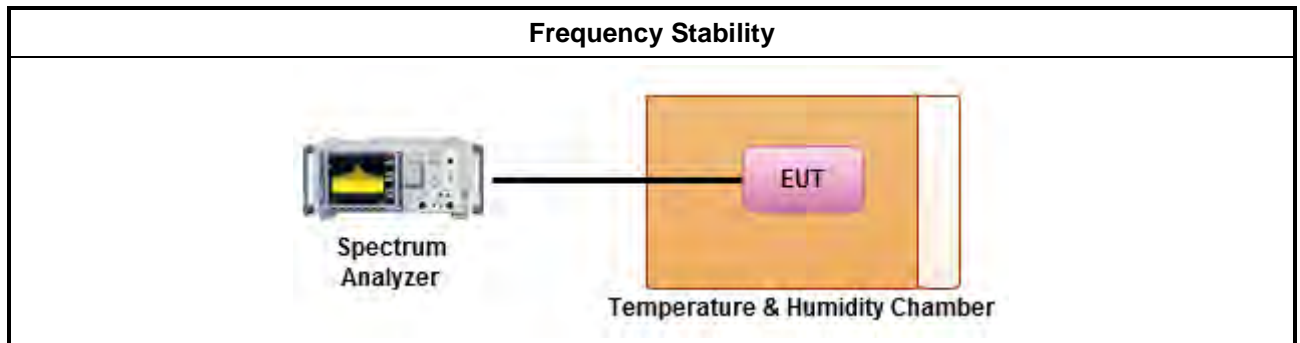 Frequency Stability
EUT
Spectrum
Analyzer
Temperature & Humidity Chamber